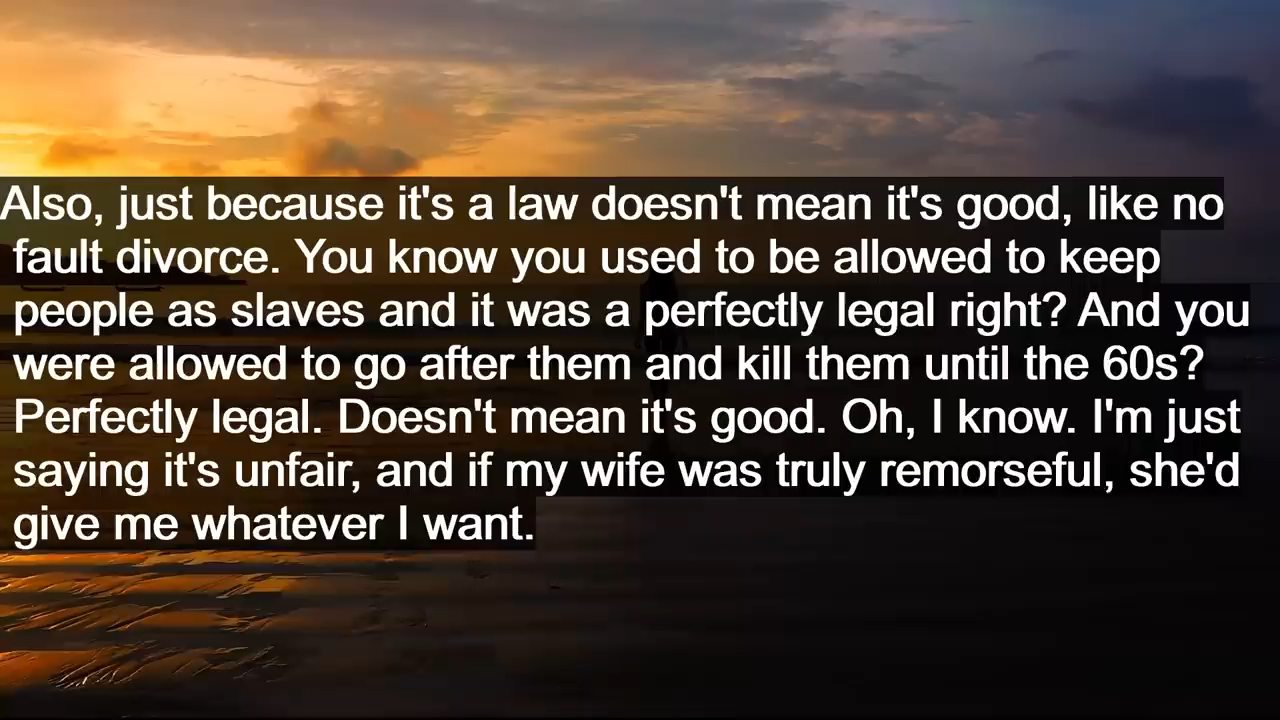 Also, just because it's a law doesn't mean it's good, like no
fault divorce. You know you used to be allowed to keep
people as slaves and it was a perfectly legal right? And you
were allowed to go after them and kill them until the 60s?
Perfectly legal. Doesn't mean it's good. Oh, I know. I'm just
saying it's unfair, and if my wife was truly remorseful, she'd
give me whatever I want.